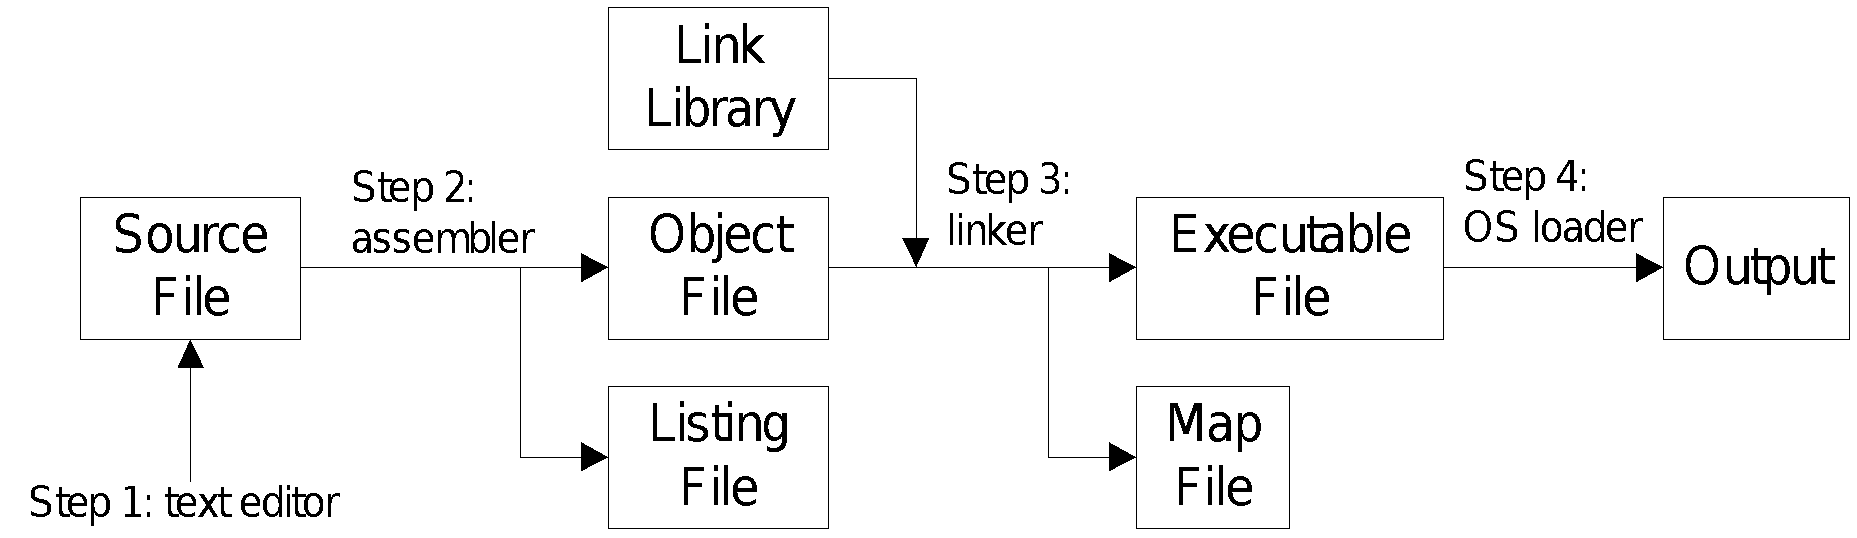 Link
Library
Step 2:
assembler
Step 3:
linker
Step 4:
OS loader
Source
File
Object
File
Executable
File
Output
Listing
File
Map
File
Step 1: text editor